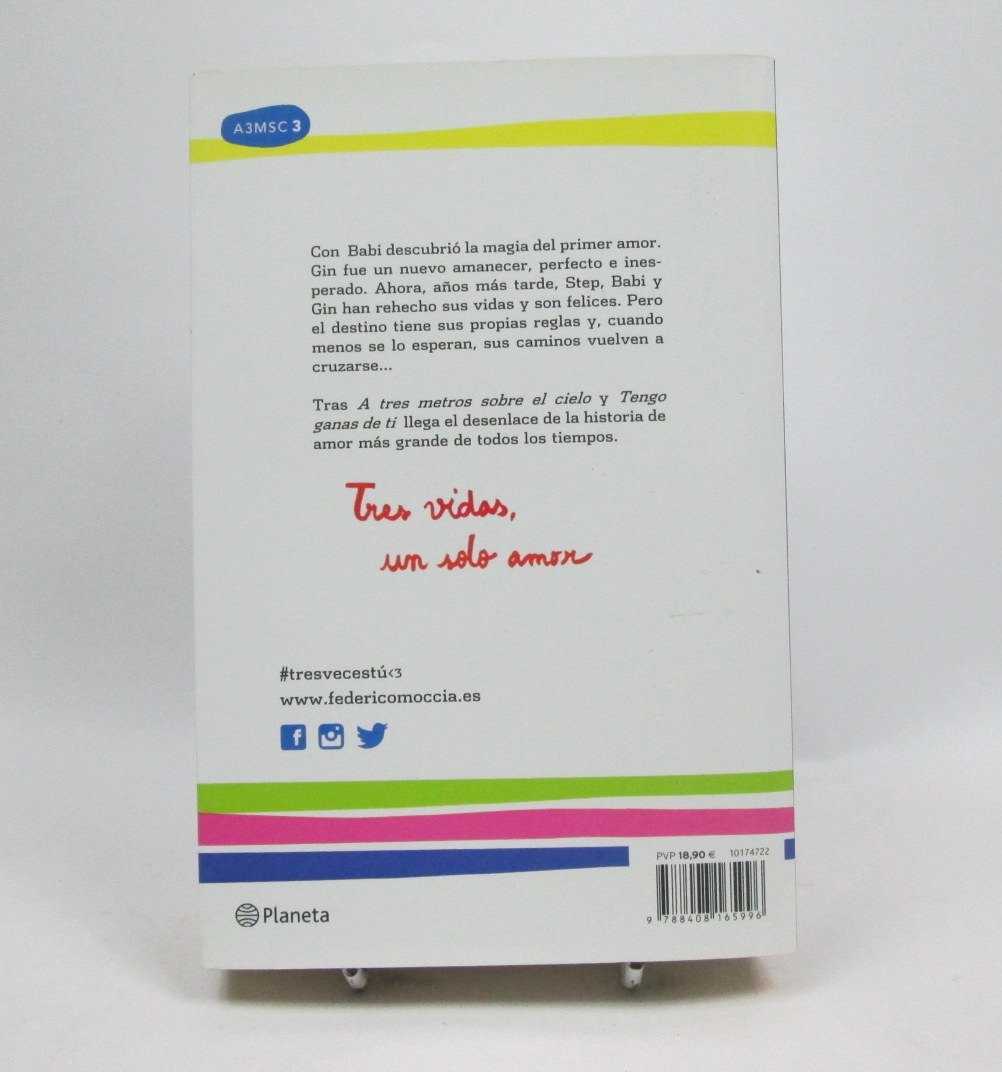 A3MSC 3
Con Babi descubrió la magia del primer amor.
Gin fue un nuevo amanecer, perfecto e ines-
perado. Ahora, años más tarde, Step, Babi y
Gin han rehecho sus vidas y son felices. Pero
el destino tiene sus propias reglas y, cuando
menos se lo esperan, sus caminos vuelven a
cruzarse...
Tras A tres metros sobre el cielo y Tengo
ganas de ti llega el desenlace de la historia de
amor más grande de todos los tiempos.
Tres vidas,
un solo amor
#tresvecestú<3
www.federicomoccia.es
PVP 18,90 € 10174722
Planeta
9 788408 165996